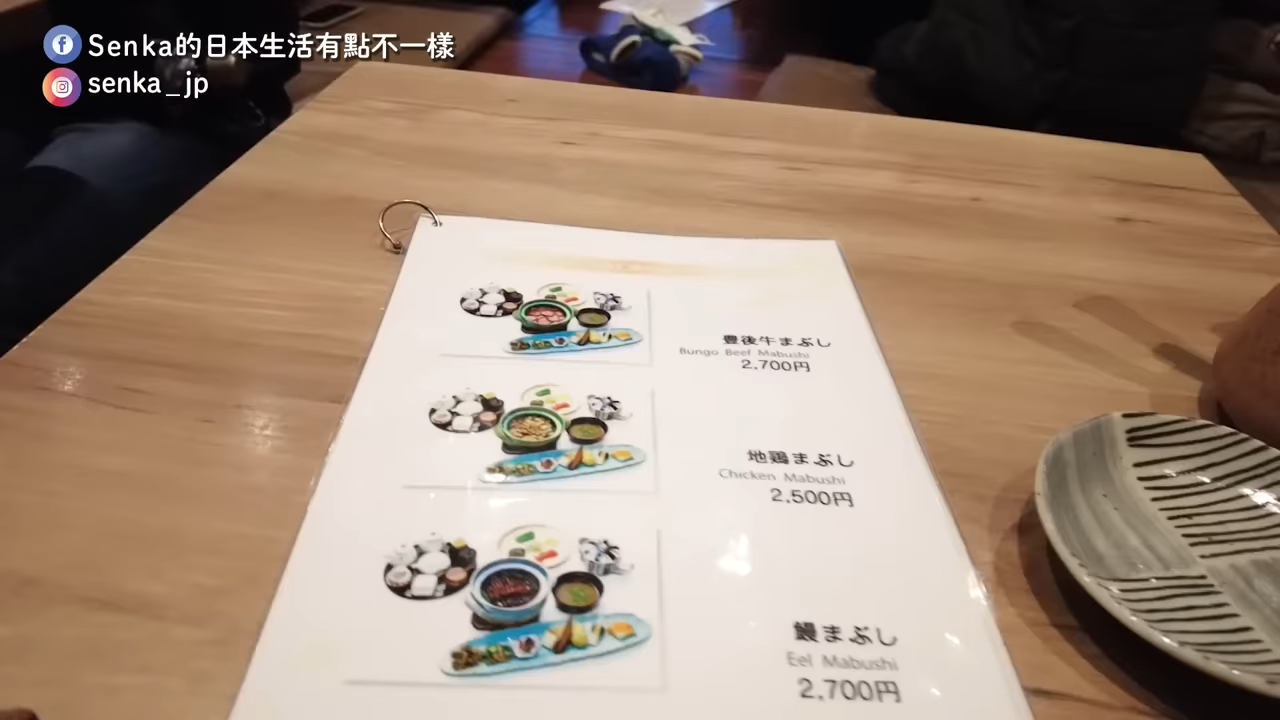 Senka的日本生活有點不一樣
senka_jp
豊後牛まぶし
Bungo Beef Mabushi
2.700円
地鶏まぶし
Chicken Mabushi
2.500円
鰻まぶし
Eel Mabushi
2.700円